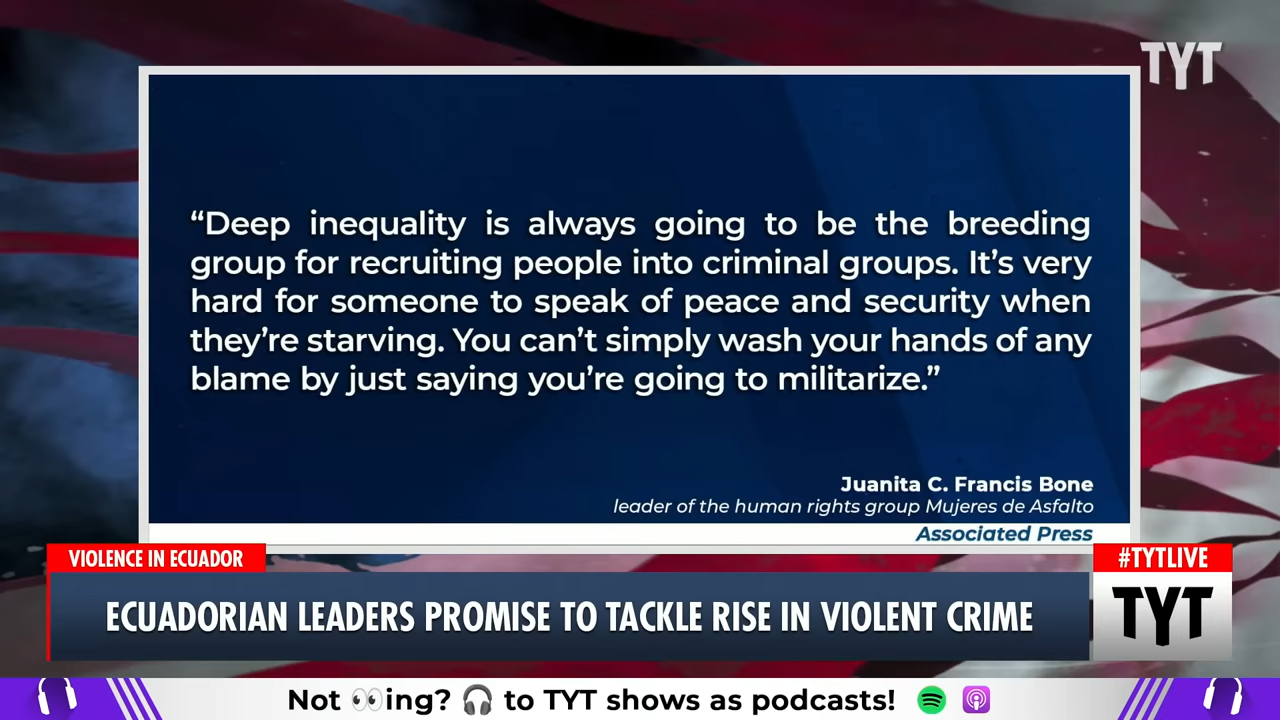 TYT
“Deep inequality is always going to be the breeding
group for recruiting people into criminal groups. It’s very
hard for someone to speak of peace and security when
they’re starving. You can’t simply wash your hands of any
blame by just saying you’re going to militarize.”
Juanita C. Francis Bone
leader of the human rights group Mujeres de Asfalto
Associated Press
VIOLENCE IN ECUADOR
#TYTLIVE
ECUADORIAN LEADERS PROMISE TO TACKLE RISE IN VIOLENT CRIME
TYT
Not 👀ing? 🎧 to TYT shows as podcasts!